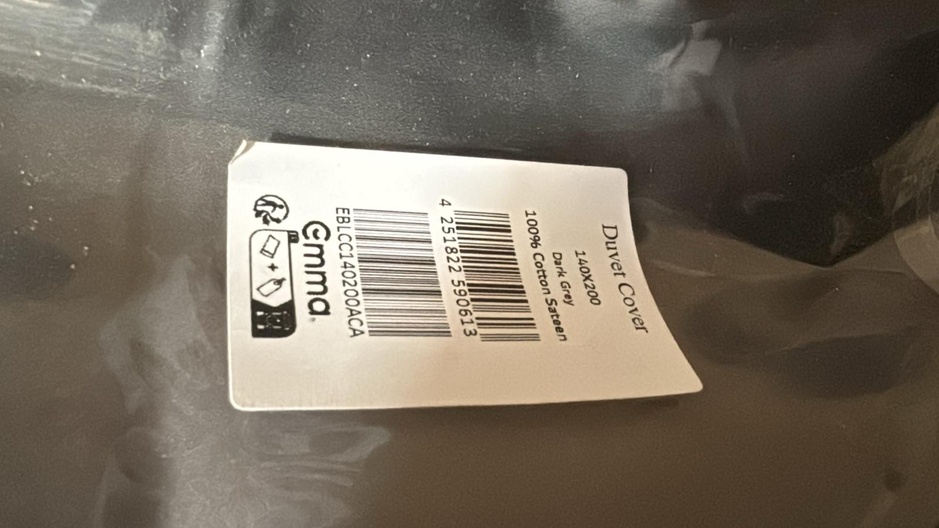 Duvet Cover
140X200
Dark Grey
100% Cotton Sateen
4 251822 590613
EBLCC140200ACA
emma.